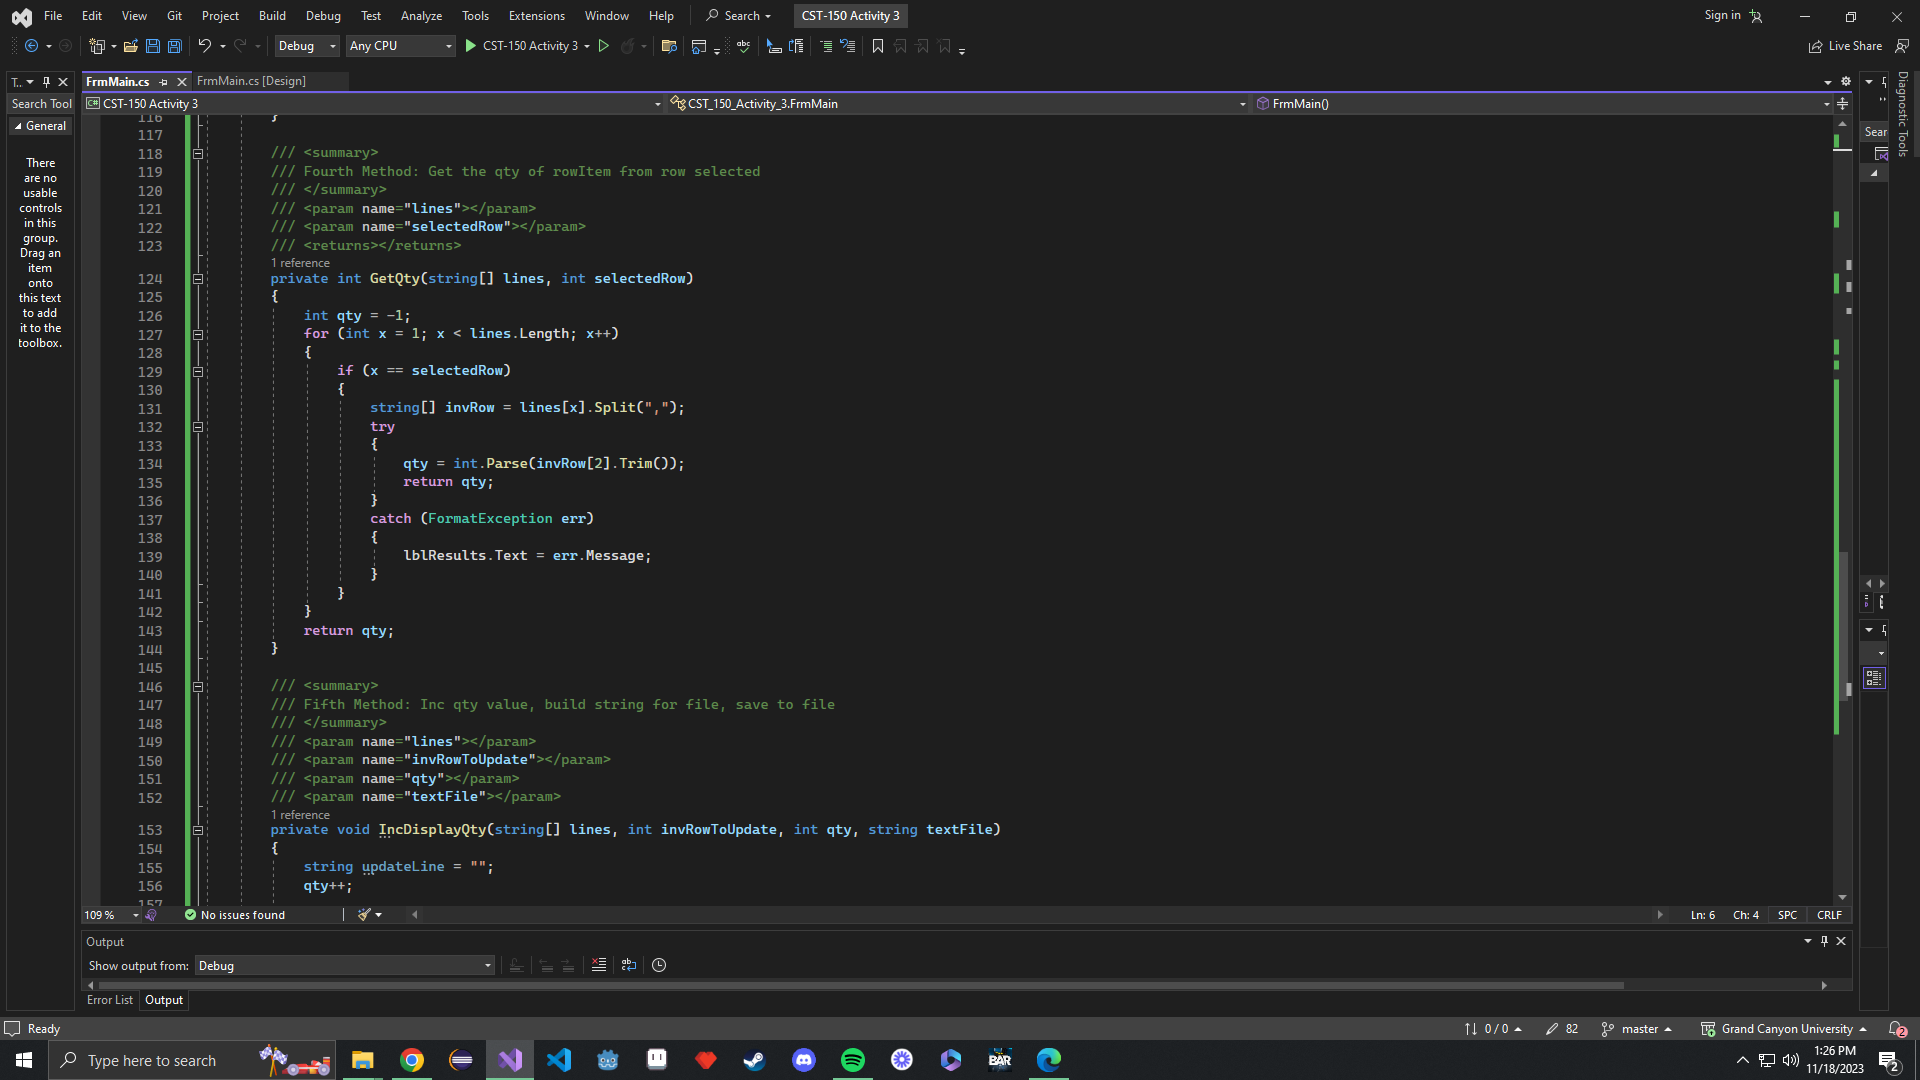 File Edit View Git Project Build Debug Test Analyze Tools Extensions Window Help Search CST-150 Activity 3 Sign in
Debug Any CPU CST-150 Activity 3 Live Share
T... FrmMain.cs FrmMain.cs [Design]
Search Tool CST-150 Activity 3 CST_150_Activity_3.FrmMain FrmMain()
General
There
are no
usable
controls
in this
group.
Drag an
item
onto
this text
to add
it to the
toolbox.
116 }
117
118 /// <summary>
119 /// Fourth Method: Get the qty of rowItem from row selected
120 /// </summary>
121 /// <param name="lines"></param>
122 /// <param name="selectedRow"></param>
123 /// <returns></returns>
1 reference
124 private int GetQty(string[] lines, int selectedRow)
125 {
126 int qty = -1;
127 for (int x = 1; x < lines.Length; x++)
128 {
129 if (x == selectedRow)
130 {
131 string[] invRow = lines[x].Split(",");
132 try
133 {
134 qty = int.Parse(invRow[2].Trim());
135 return qty;
136 }
137 catch (FormatException err)
138 {
139 lblResults.Text = err.Message;
140 }
141 }
142 }
143 return qty;
144 }
145
146 /// <summary>
147 /// Fifth Method: Inc qty value, build string for file, save to file
148 /// </summary>
149 /// <param name="lines"></param>
150 /// <param name="invRowToUpdate"></param>
151 /// <param name="qty"></param>
152 /// <param name="textFile"></param>
1 reference
153 private void IncDisplayQty(string[] lines, int invRowToUpdate, int qty, string textFile)
154 {
155 string updateLine = "";
156 qty++;
157
109 % No issues found Ln: 6 Ch: 4 SPC CRLF
Sear
Diagnostic Tools
Output
Show output from: Debug
Error List Output
Ready 0 / 0 82 master Grand Canyon University 2
Type here to search BAR 1:26 PM
11/18/2023 2